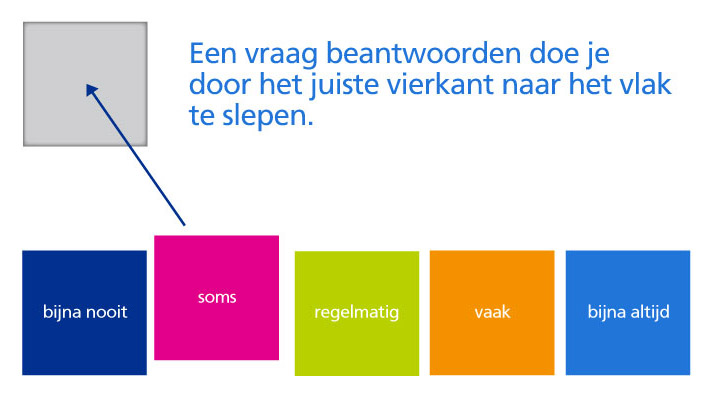 Een vraag beantwoorden doe je
door het juiste vierkant naar het vlak
te slepen.
bijna nooit
soms
regelmatig
vaak
bijna altijd